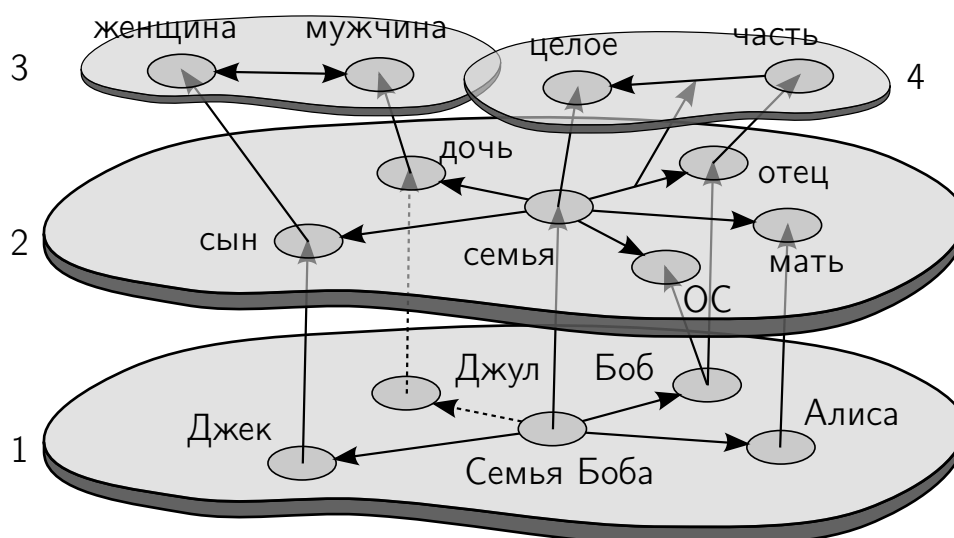 женщина
мужчина
целое
часть
3
4
дочь
отец
сын
семья
мать
2
ОС
Джул
Боб
Алиса
Джек
1
Семья Боба